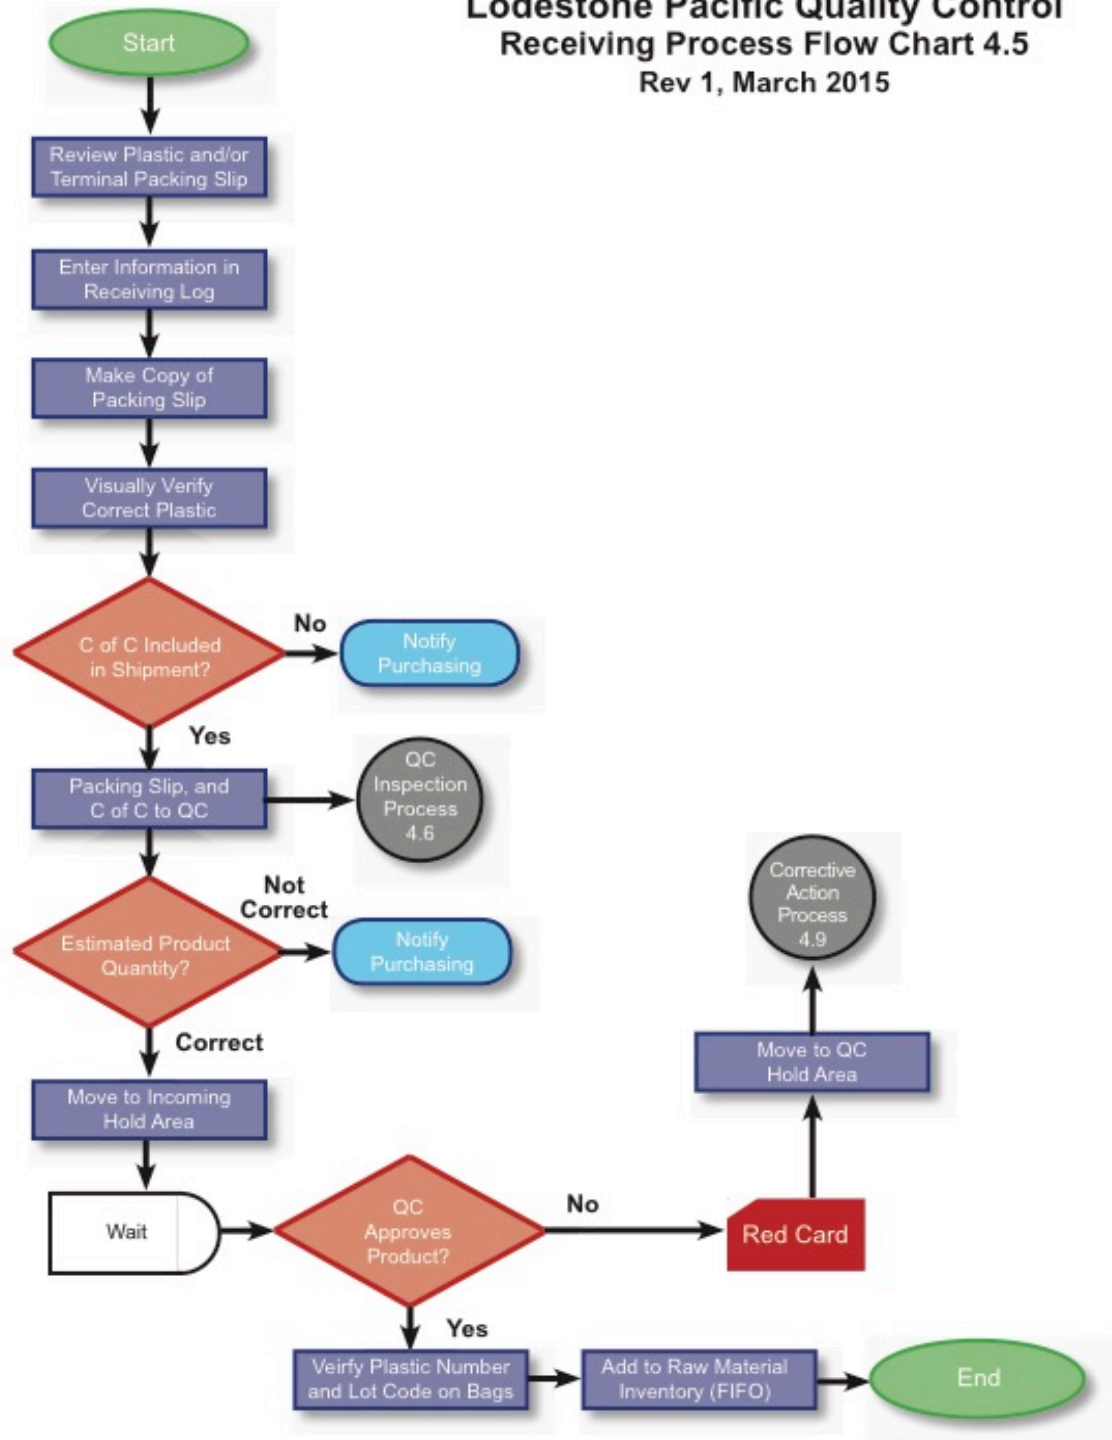 Lodestone Pacific Quality Control
Receiving Process Flow Chart 4.5
Rev 1, March 2015
Start
Review Plastic and/or
Terminal Packing Slip
Enter Information in
Receiving Log
Make Copy of
Packing Slip
Visually Verify
Correct Plastic
C of C Included
in Shipment?
No
Notify
Purchasing
Yes
Packing Slip, and
C of C to QC
QC
Inspection
Process
4.6
Estimated Product
Quantity?
Not
Correct
Notify
Purchasing
Correct
Move to Incoming
Hold Area
Wait
QC
Approves
Product?
No
Red Card
Move to QC
Hold Area
Corrective
Action
Process
4.9
Yes
Veirfy Plastic Number
and Lot Code on Bags
Add to Raw Material
Inventory (FIFO)
End